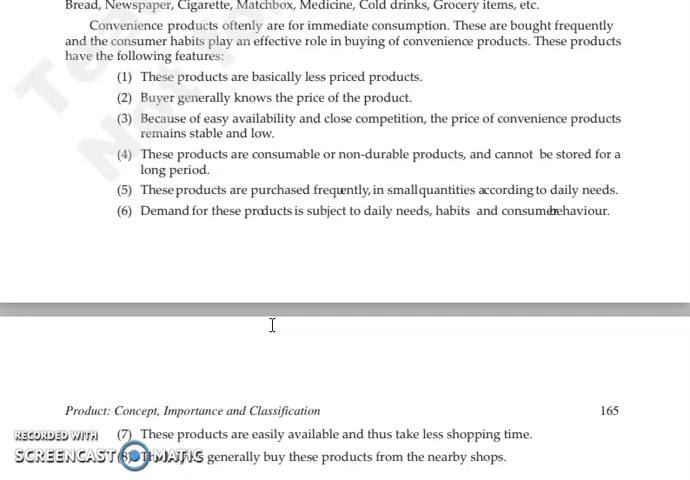 Bread, Newspaper, Cigarette, Matchbox, Medicine, Cold drinks, Grocery items, etc.
Convenience products oftenly are for immediate consumption. These are bought frequently
and the consumer habits play an effective role in buying of convenience products. These products
have the following features:
(1) These products are basically less priced products.
(2) Buyer generally knows the price of the product.
(3) Because of easy availability and close competition, the price of convenience products
remains stable and low.
(4) These products are consumable or non-durable products, and cannot be stored for a
long period.
(5) These products are purchased frequently, in small quantities according to daily needs.
(6) Demand for these products is subject to daily needs, habits and consumer behaviour.
Product: Concept, Importance and Classification 165
(7) These products are easily available and thus take less shopping time.
(8) generally buy these products from the nearby shops.
RECORDED WITH
SCREENCAST MATIC